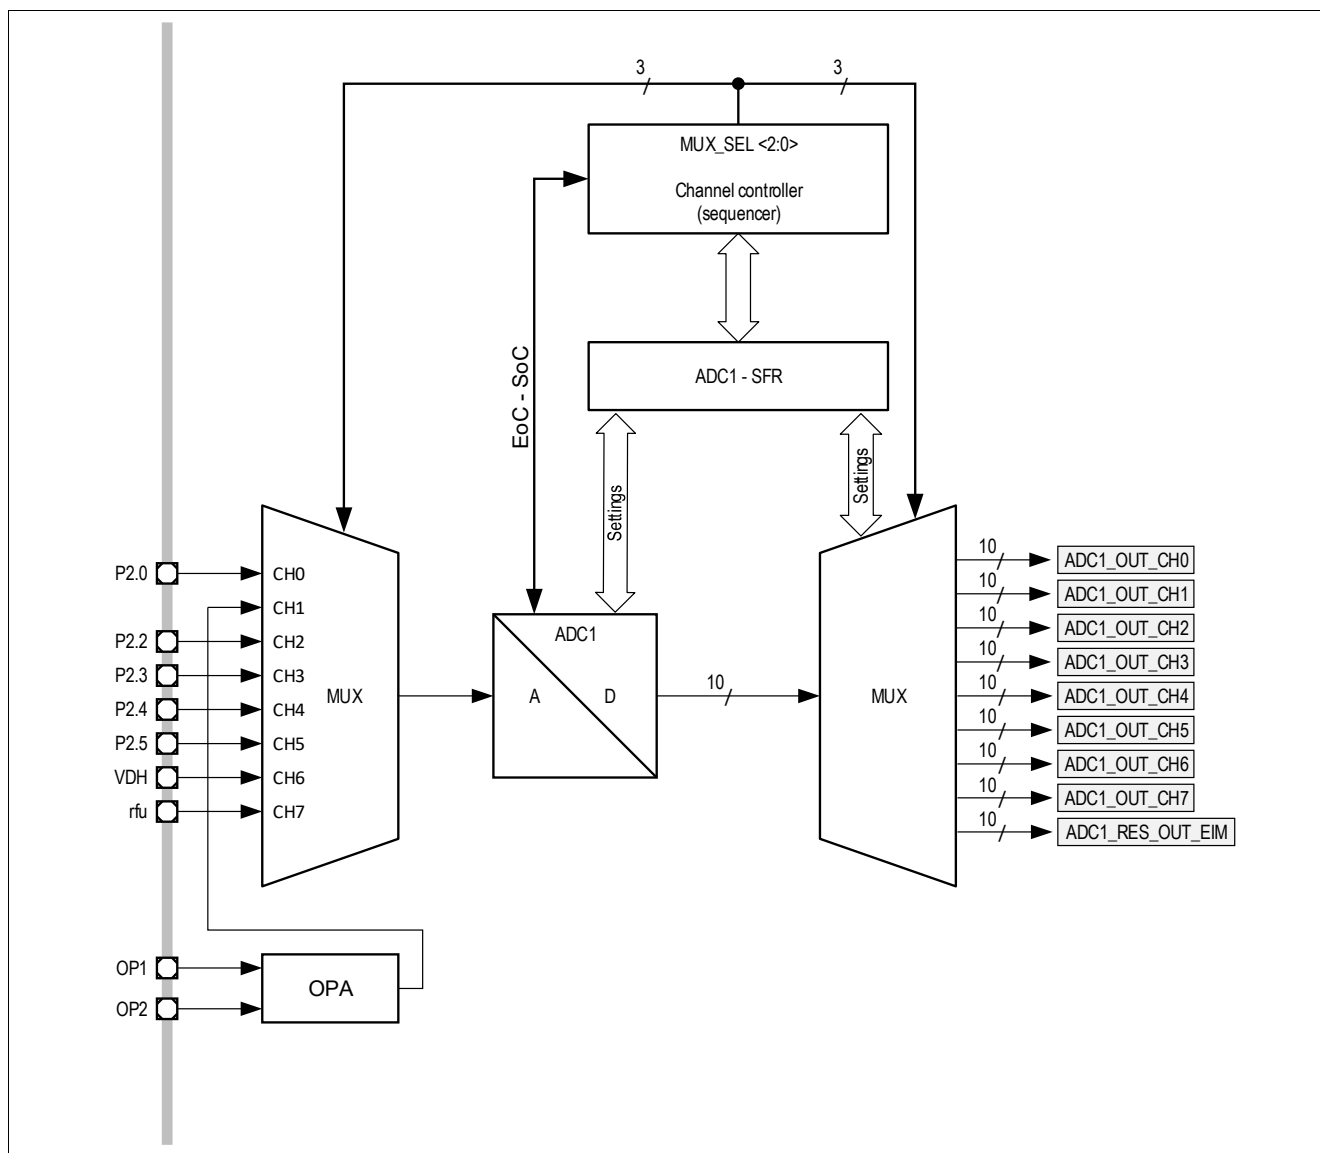 3
3
MUX_SEL <2:0>
Channel controller
(sequencer)
EoC - SoC
ADC1 - SFR
Settings
Settings
P2.0
P2.2
P2.3
P2.4
P2.5
VDH
rfu
CH0
CH1
CH2
CH3
CH4
CH5
CH6
CH7
MUX
ADC1
A
D
10
MUX
10
ADC1_OUT_CH0
10
ADC1_OUT_CH1
10
ADC1_OUT_CH2
10
ADC1_OUT_CH3
10
ADC1_OUT_CH4
10
ADC1_OUT_CH5
10
ADC1_OUT_CH6
10
ADC1_OUT_CH7
10
ADC1_RES_OUT_EIM
OP1
OP2
OPA